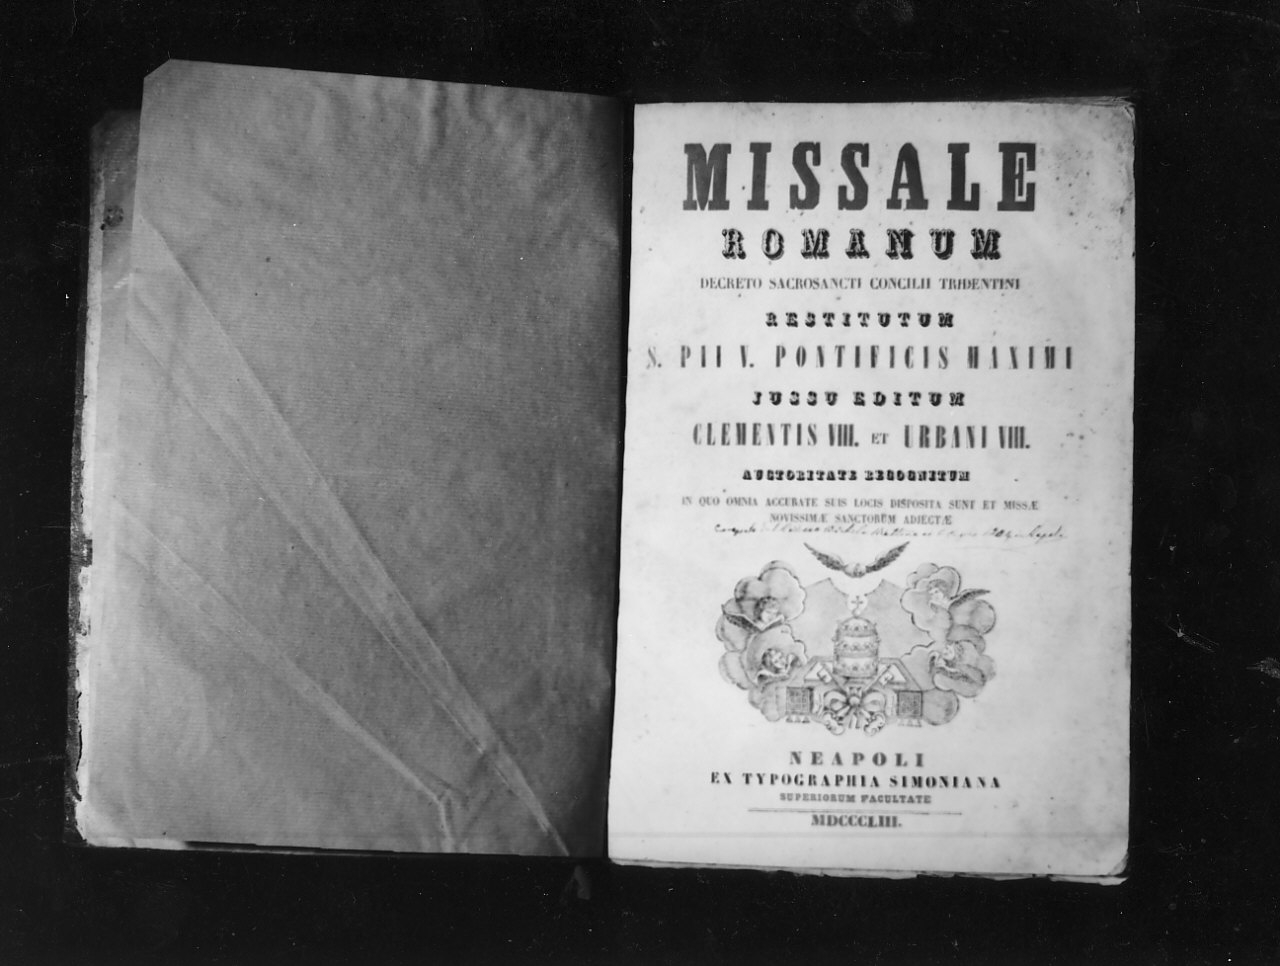 MISSALE
ROMANUM
DECRETO SACROSANCTI CONCILII TRIDENTINI
RESTITUTUM
S. PII V. PONTIFICIS MAXIMI
JUSSU EDITUM
CLEMENTIS VIII. ET URBANI VIII.
AUCTORITATE RECOGNITUM
IN QUO OMNIA ACCURATE SUIS LOCIS DISPOSITA SUNT ET MISSÆ
NOVISSIMÆ SANCTORUM ADJECTÆ
NEAPOLI
EX TYPOGRAPHIA SIMONIANA
SUPERIORUM FACULTATE
MDCCCLIII.